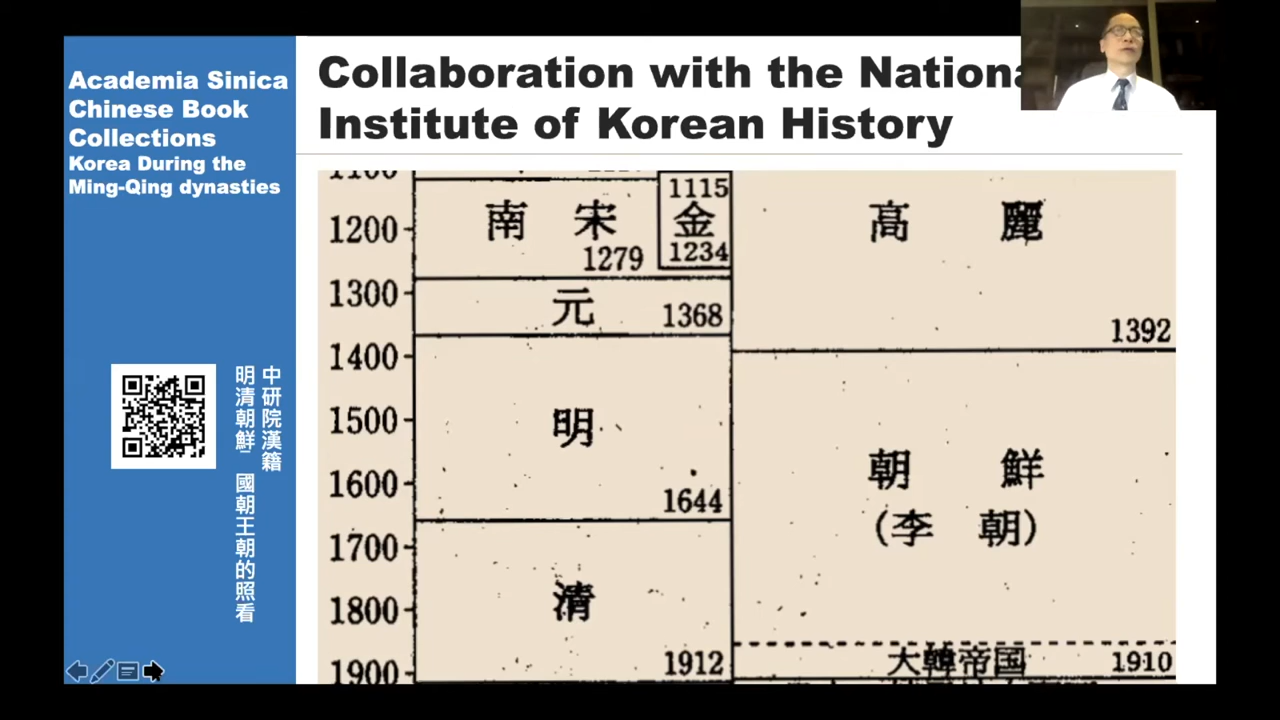 Academia Sinica
Chinese Book
Collections
Korea During the
Ming-Qing dynasties
中研院漢籍
明清朝鮮 國朝王朝的照看
Collaboration with the Nationa
Institute of Korean History
1100
1200
1300
1400
1500
1600
1700
1800
1900
南 宋
1279
1115
金
1234
元
1368
明
1644
清
1912
高 麗
1392
朝 鮮
(李 朝)
大韓帝国
1910